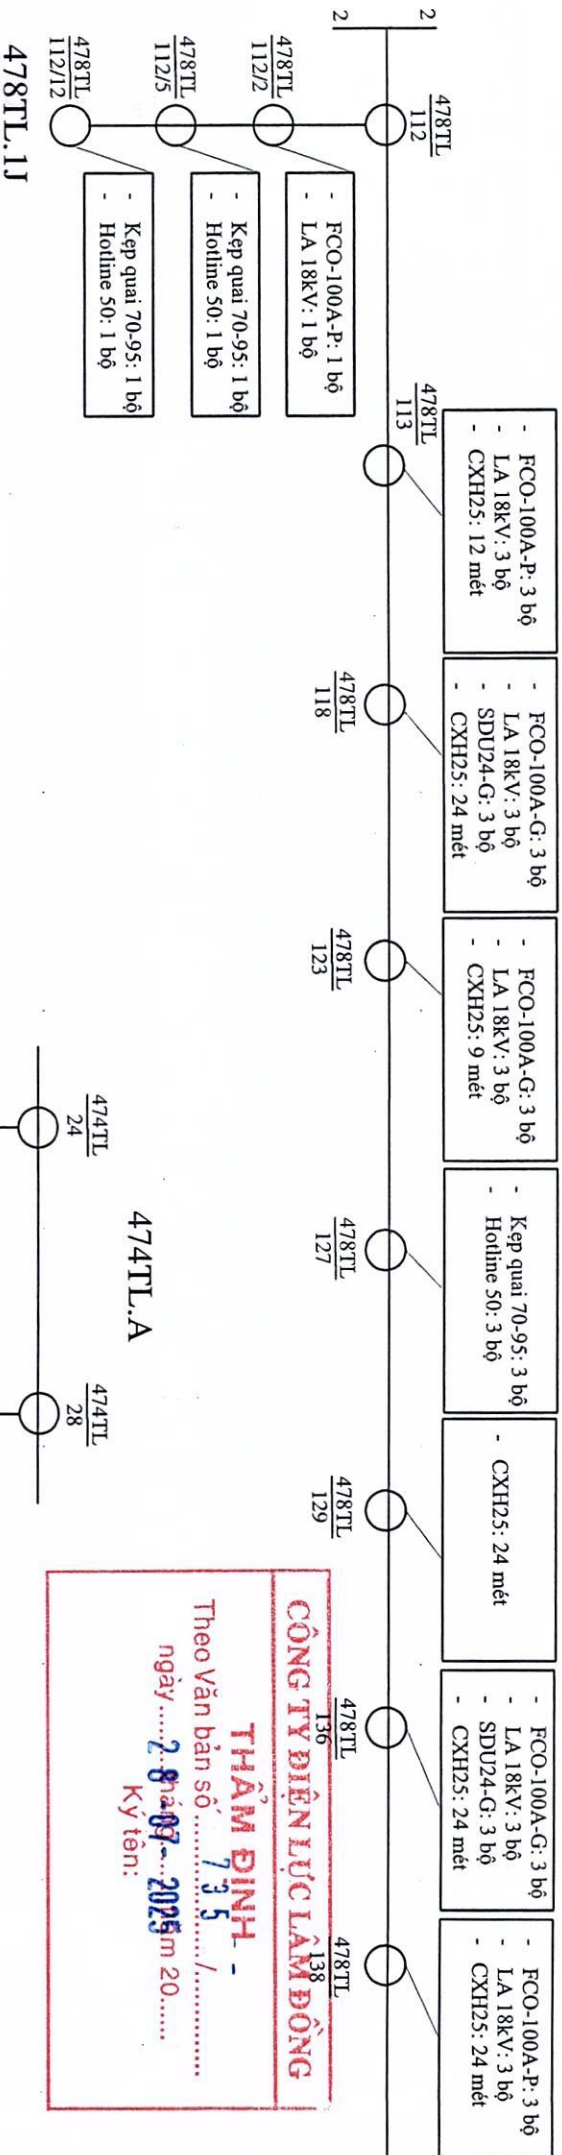 2
2
478TL
112
478TL
112/2
- FCO-100A-P: 1 bộ
- LA 18kV: 1 bộ
478TL
112/5
- Kẹp quai 70-95: 1 bộ
- Hotline 50: 1 bộ
478TL
112/12
- Kẹp quai 70-95: 1 bộ
- Hotline 50: 1 bộ
478TL.1J
478TL
113
- FCO-100A-P: 3 bộ
- LA 18kV: 3 bộ
- CXH25: 12 mét
478TL
118
- FCO-100A-G: 3 bộ
- LA 18kV: 3 bộ
- SDU24-G: 3 bộ
- CXH25: 24 mét
478TL
123
- FCO-100A-G: 3 bộ
- LA 18kV: 3 bộ
- CXH25: 9 mét
478TL
127
- Kẹp quai 70-95: 3 bộ
- Hotline 50: 3 bộ
478TL
129
- CXH25: 24 mét
478TL
136
- FCO-100A-G: 3 bộ
- LA 18kV: 3 bộ
- SDU24-G: 3 bộ
- CXH25: 24 mét
478TL
138
- FCO-100A-P: 3 bộ
- LA 18kV: 3 bộ
- CXH25: 24 mét
474TL
24
474TL.A
474TL
28
CÔNG TY ĐIỆN LỰC LÂM ĐỒNG
THẨM ĐỊNH
Theo Văn bản số ........735......../................
ngày ....... tháng ....... năm 20......
28-07-2025
Ký tên: